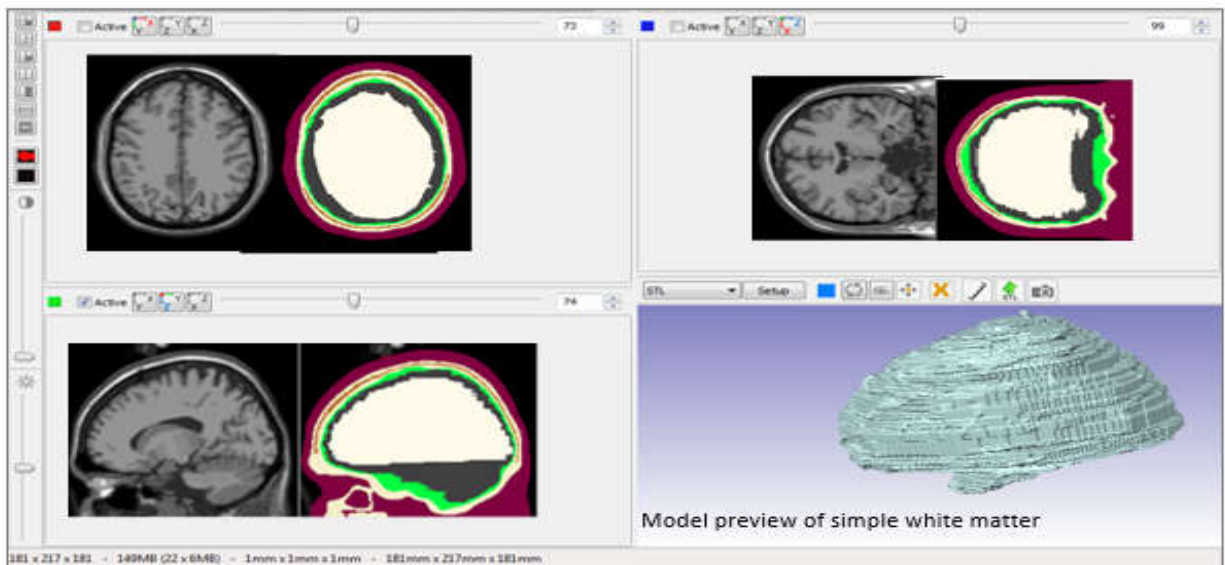 Active 73
Active 99
Active 74
STL Setup
STL
Model preview of simple white matter
181 x 217 x 181 - 149MB (22 x 6MB) - 1mm x 1mm x 1mm - 181mm x 217mm x 181mm